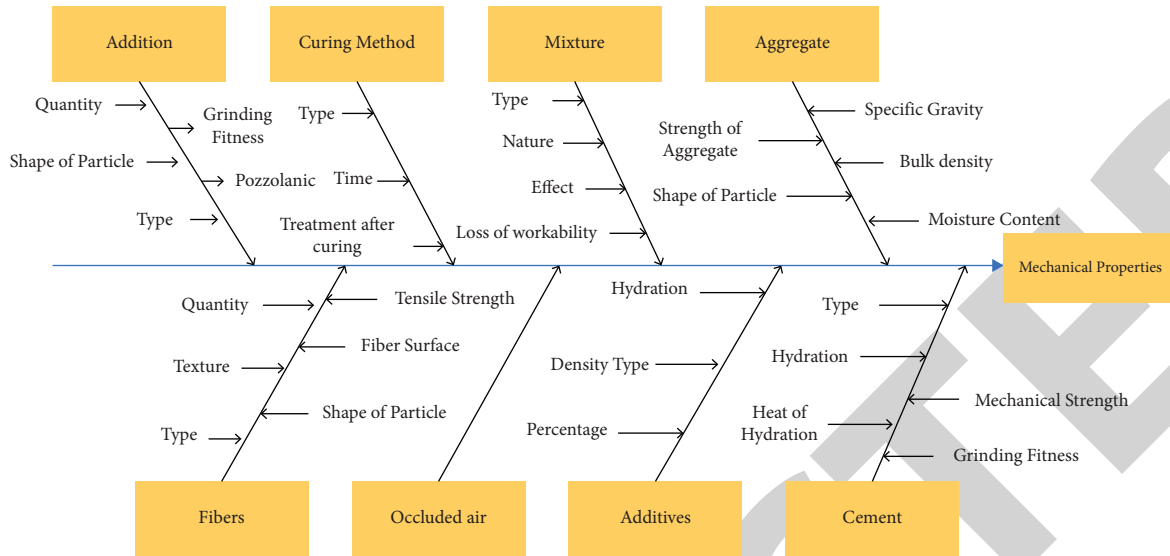 Addition
Curing Method
Mixture
Aggregate
Quantity
Grinding
Fitness
Shape of Particle
Pozzolanic
Type
Type
Time
Treatment after
curing
Type
Nature
Effect
Loss of workability
Specific Gravity
Strength of
Aggregate
Bulk density
Shape of Particle
Moisture Content
Mechanical Properties
Quantity
Tensile Strength
Fiber Surface
Texture
Shape of Particle
Type
Hydration
Density Type
Percentage
Type
Hydration
Mechanical Strength
Heat of
Hydration
Grinding Fitness
Fibers
Occluded air
Additives
Cement